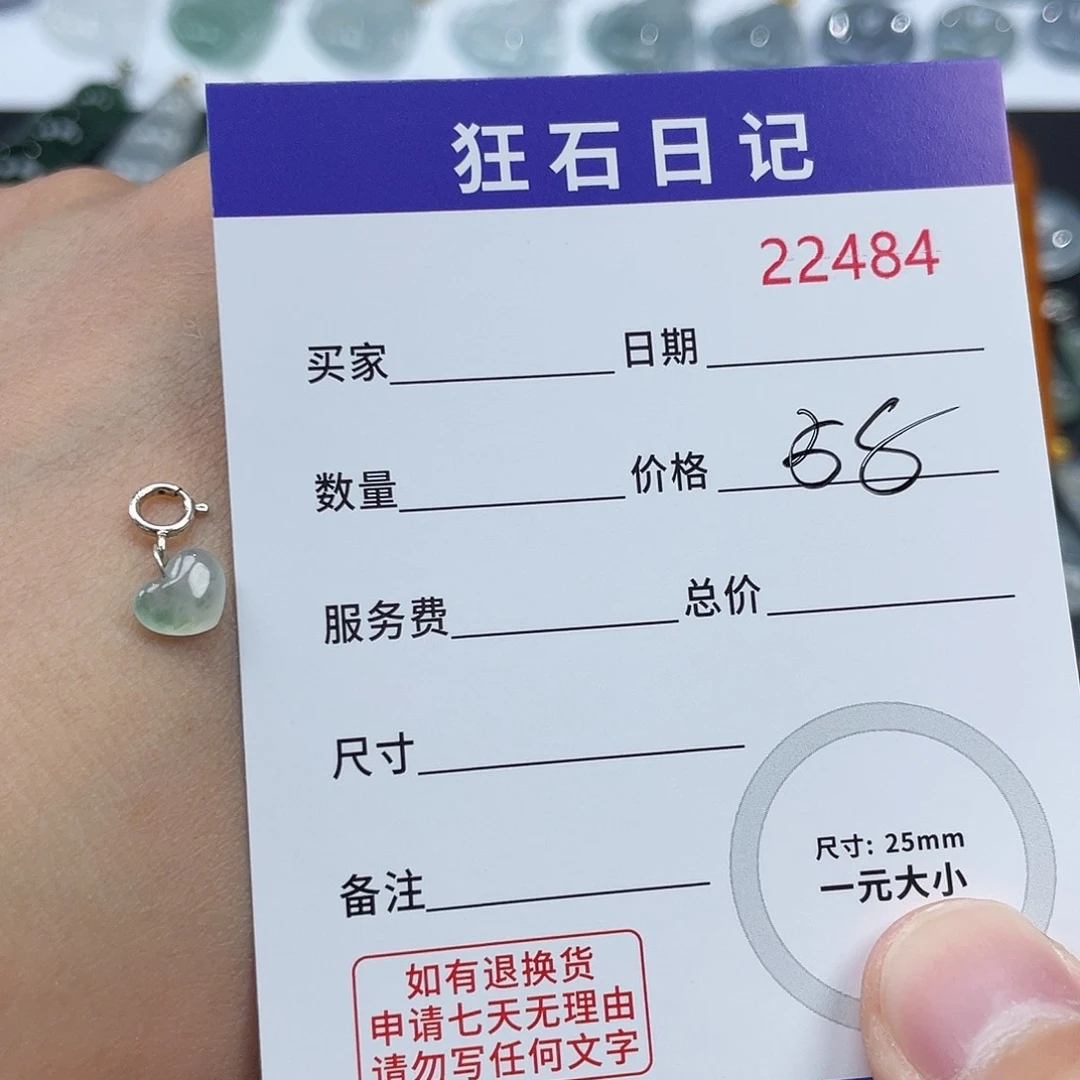 狂石日记
22484
买家 日期
数量 价格
服务费 总价
尺寸
尺寸: 25mm
一元大小
备注
如有退换货
申请七天无理由
请勿写任何文字